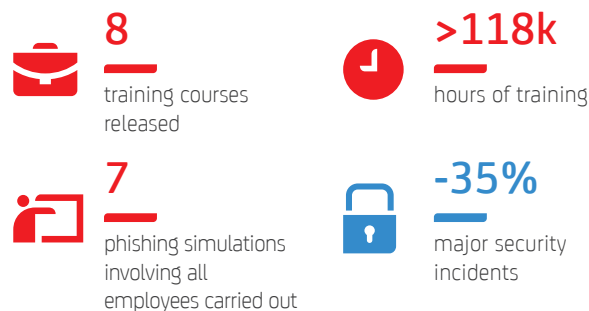 8
training courses
released
>118k
hours of training
7
phishing simulations
involving all
employees carried out
-35%
major security
incidents